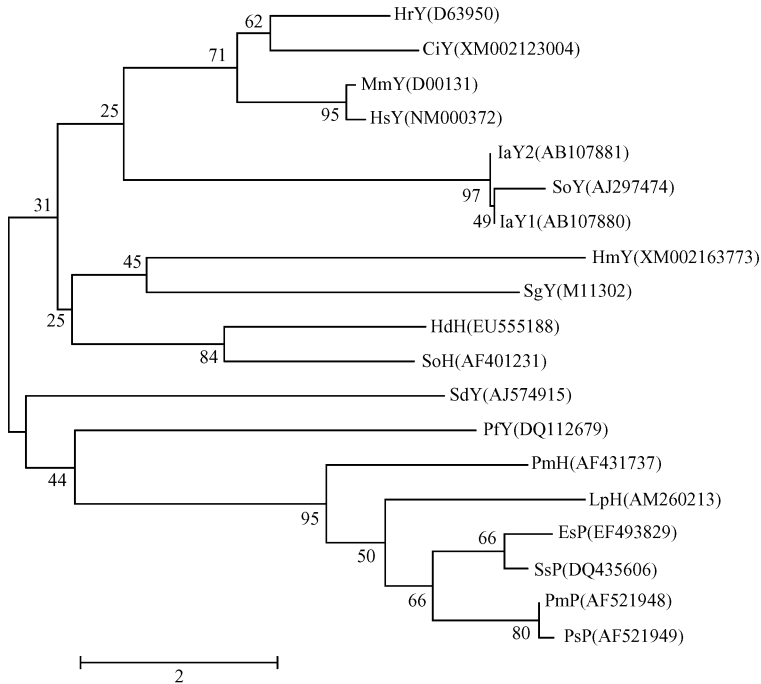 HrY(D63950)
62
CiY(XM002123004)
71
MmY(D00131)
25
95
HsY(NM000372)
IaY2(AB107881)
SoY(AJ297474)
97
31
49
IaY1(AB107880)
HmY(XM002163773)
45
SgY(M11302)
25
HdH(EU555188)
84
SoH(AF401231)
SdY(AJ574915)
PfY(DQ112679)
PmH(AF431737)
44
LpH(AM260213)
95
EsP(EF493829)
66
50
SsP(DQ435606)
66
PmP(AF521948)
80
PsP(AF521949)
2